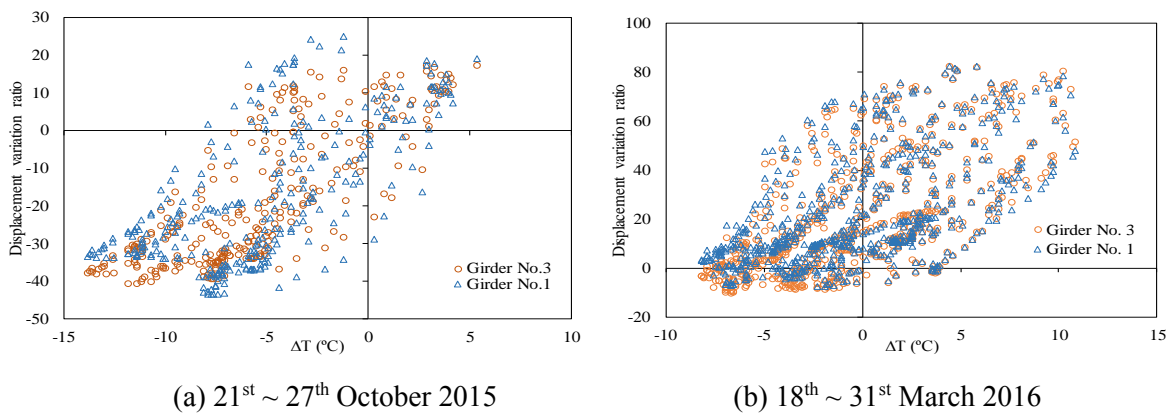 30
20
10
0
-10
-20
-30
-40
-50
-15
-10
-5
0
5
10
Displacement variation ratio
ΔT (ºC)
Girder No.3
Girder No.1
100
80
60
40
20
0
-20
-10
-5
0
5
10
15
Displacement variation ratio
ΔT (ºC)
Girder No. 3
Girder No. 1
(a) 21st ~ 27th October 2015
(b) 18th ~ 31st March 2016